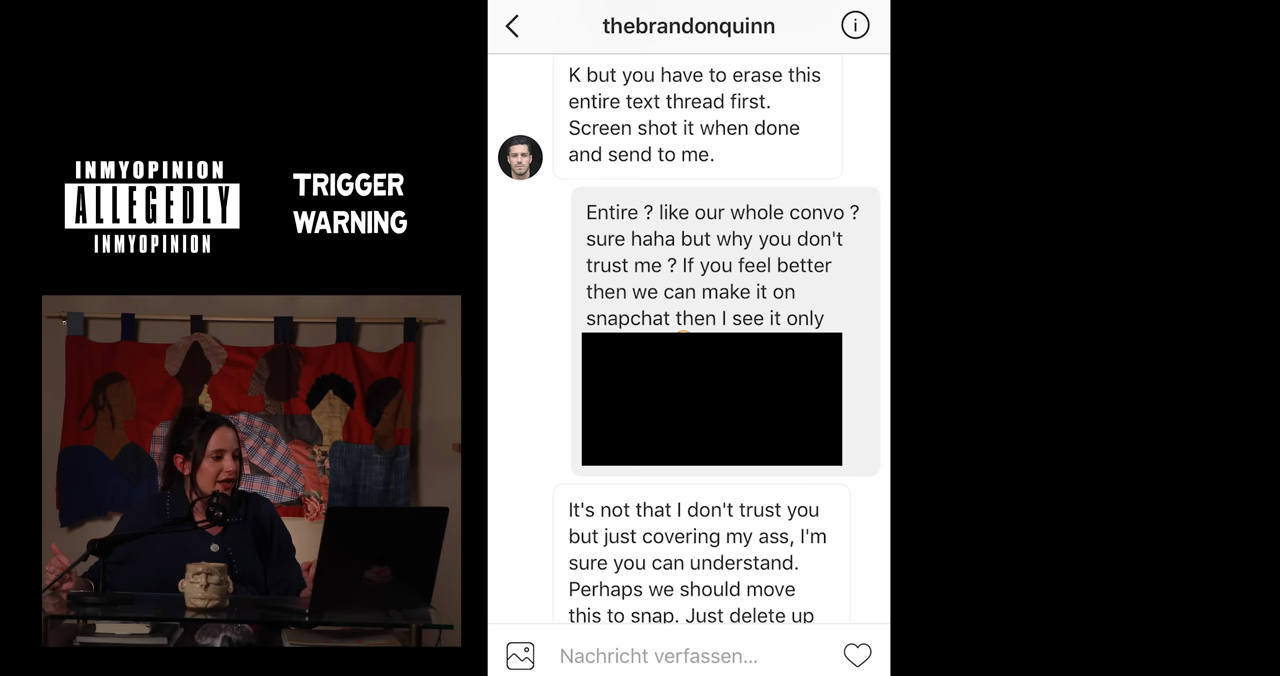 INMYOPINION
ALLEGEDLY
INMYOPINION
TRIGGER
WARNING
thebrandonquinn
K but you have to erase this
entire text thread first.
Screen shot it when done
and send to me.
Entire ? like our whole convo ?
sure haha but why you don't
trust me ? If you feel better
then we can make it on
snapchat then I see it only
It's not that I don't trust you
but just covering my ass, I'm
sure you can understand.
Perhaps we should move
this to snap. Just delete up
Nachricht verfassen...